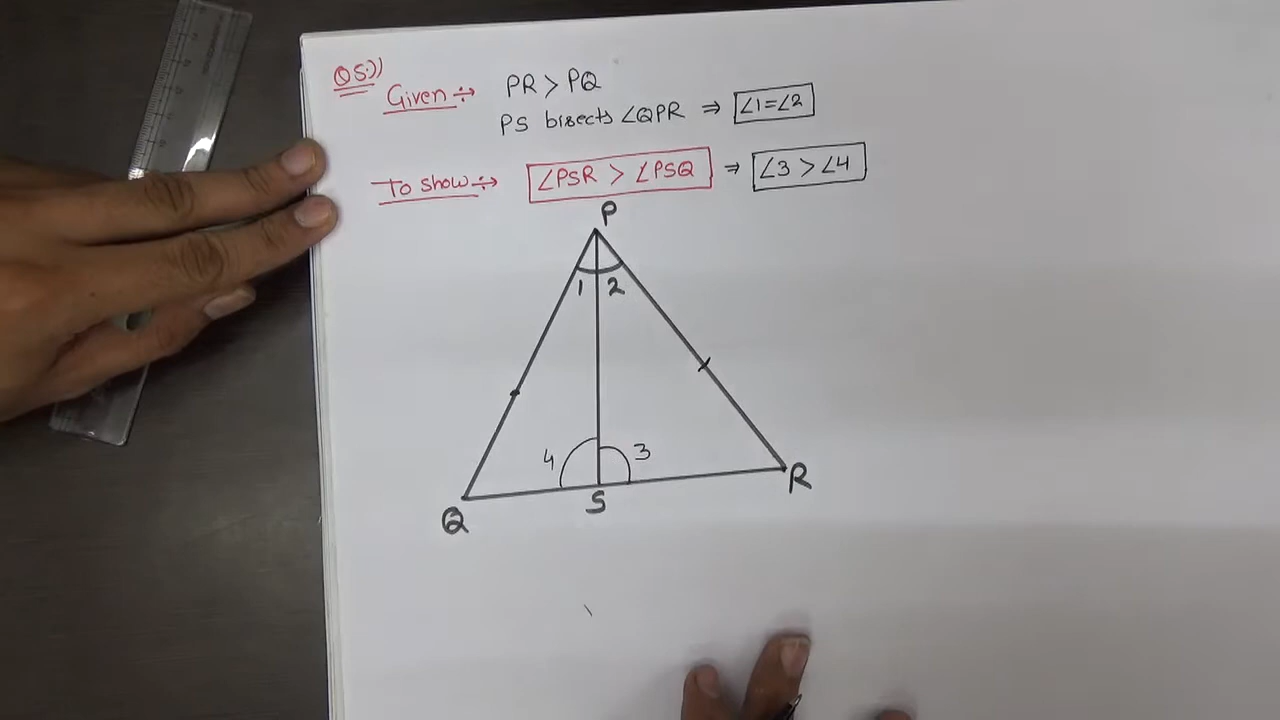 Q5))
Given ÷→ PR > PQ
PS bisects ∠QPR ⇒ ∠1=∠2
To show ÷→ ∠PSR > ∠PSQ ⇒ ∠3 > ∠4
P
1 2
4 3
Q S R